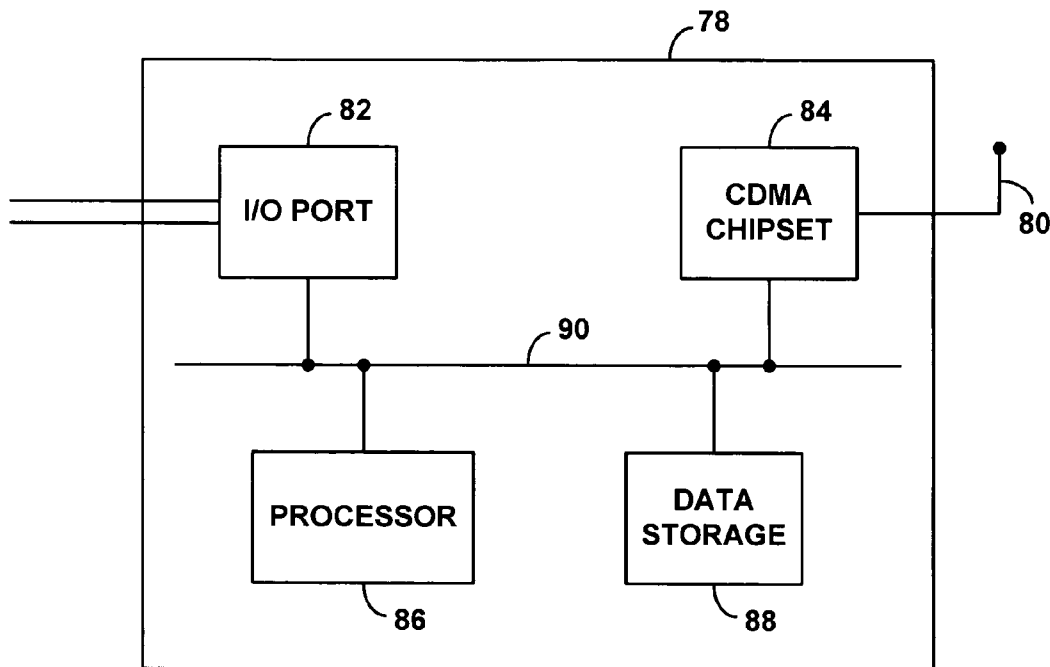 78
82
84
I/O PORT
CDMA
CHIPSET
80
90
PROCESSOR
DATA
STORAGE
86
88